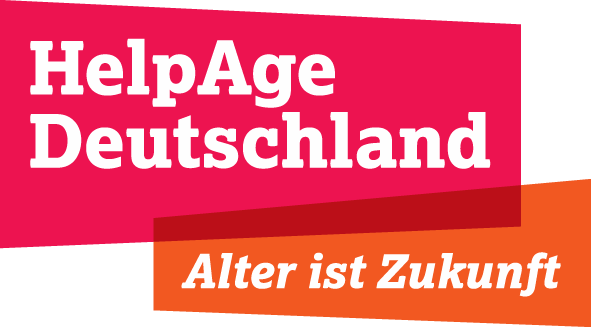 HelpAge
Deutschland
Alter ist Zukunft